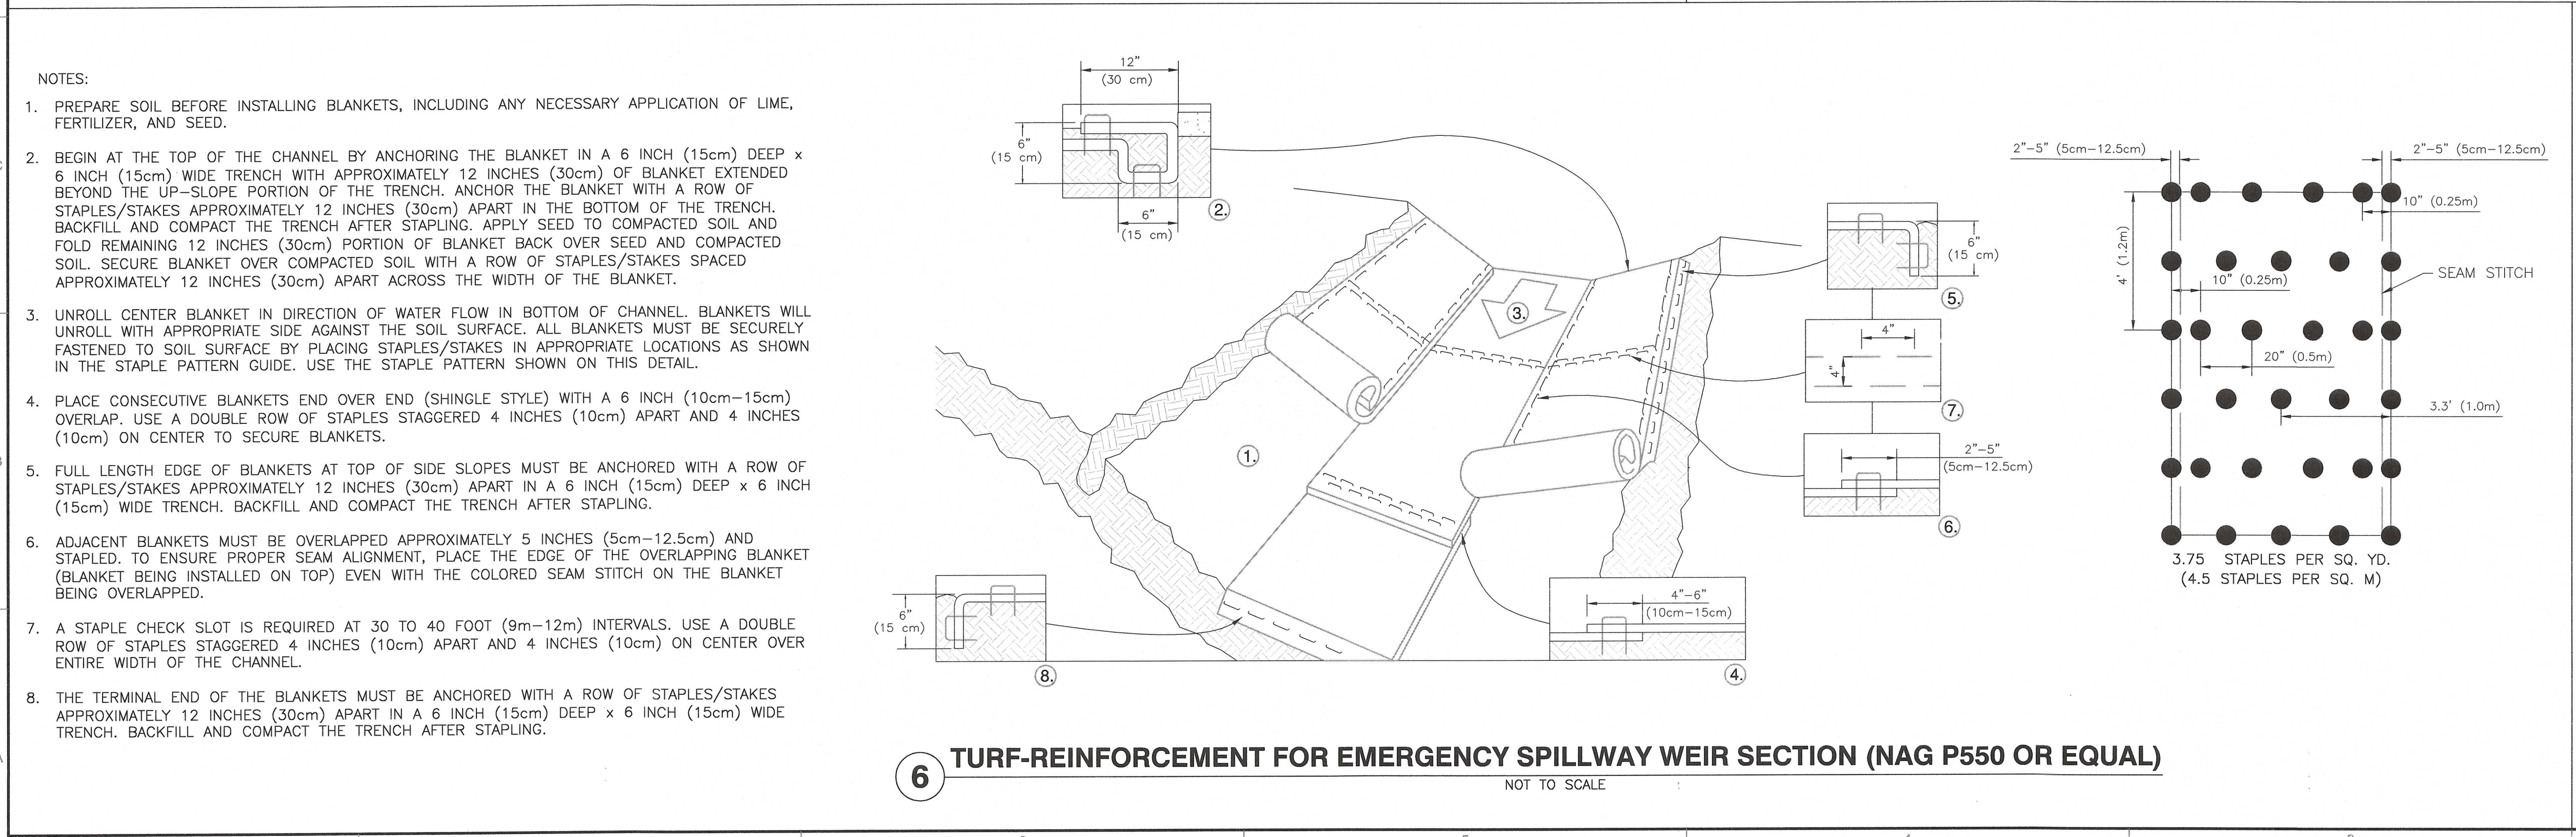 NOTES:
1. PREPARE SOIL BEFORE INSTALLING BLANKETS, INCLUDING ANY NECESSARY APPLICATION OF LIME,
FERTILIZER, AND SEED.
2. BEGIN AT THE TOP OF THE CHANNEL BY ANCHORING THE BLANKET IN A 6 INCH (15cm) DEEP x
6 INCH (15cm) WIDE TRENCH WITH APPROXIMATELY 12 INCHES (30cm) OF BLANKET EXTENDED
BEYOND THE UP-SLOPE PORTION OF THE TRENCH. ANCHOR THE BLANKET WITH A ROW OF
STAPLES/STAKES APPROXIMATELY 12 INCHES (30cm) APART IN THE BOTTOM OF THE TRENCH.
BACKFILL AND COMPACT THE TRENCH AFTER STAPLING. APPLY SEED TO COMPACTED SOIL AND
FOLD REMAINING 12 INCHES (30cm) PORTION OF BLANKET BACK OVER SEED AND COMPACTED
SOIL. SECURE BLANKET OVER COMPACTED SOIL WITH A ROW OF STAPLES/STAKES SPACED
APPROXIMATELY 12 INCHES (30cm) APART ACROSS THE WIDTH OF THE BLANKET.
3. UNROLL CENTER BLANKET IN DIRECTION OF WATER FLOW IN BOTTOM OF CHANNEL. BLANKETS WILL
UNROLL WITH APPROPRIATE SIDE AGAINST THE SOIL SURFACE. ALL BLANKETS MUST BE SECURELY
FASTENED TO SOIL SURFACE BY PLACING STAPLES/STAKES IN APPROPRIATE LOCATIONS AS SHOWN
IN THE STAPLE PATTERN GUIDE. USE THE STAPLE PATTERN SHOWN ON THIS DETAIL.
4. PLACE CONSECUTIVE BLANKETS END OVER END (SHINGLE STYLE) WITH A 6 INCH (10cm-15cm)
OVERLAP. USE A DOUBLE ROW OF STAPLES STAGGERED 4 INCHES (10cm) APART AND 4 INCHES
(10cm) ON CENTER TO SECURE BLANKETS.
5. FULL LENGTH EDGE OF BLANKETS AT TOP OF SIDE SLOPES MUST BE ANCHORED WITH A ROW OF
STAPLES/STAKES APPROXIMATELY 12 INCHES (30cm) APART IN A 6 INCH (15cm) DEEP x 6 INCH
(15cm) WIDE TRENCH. BACKFILL AND COMPACT THE TRENCH AFTER STAPLING.
6. ADJACENT BLANKETS MUST BE OVERLAPPED APPROXIMATELY 5 INCHES (5cm-12.5cm) AND
STAPLED. TO ENSURE PROPER SEAM ALIGNMENT, PLACE THE EDGE OF THE OVERLAPPING BLANKET
(BLANKET BEING INSTALLED ON TOP) EVEN WITH THE COLORED SEAM STITCH ON THE BLANKET
BEING OVERLAPPED.
7. A STAPLE CHECK SLOT IS REQUIRED AT 30 TO 40 FOOT (9m-12m) INTERVALS. USE A DOUBLE
ROW OF STAPLES STAGGERED 4 INCHES (10cm) APART AND 4 INCHES (10cm) ON CENTER OVER
ENTIRE WIDTH OF THE CHANNEL.
8. THE TERMINAL END OF THE BLANKETS MUST BE ANCHORED WITH A ROW OF STAPLES/STAKES
APPROXIMATELY 12 INCHES (30cm) APART IN A 6 INCH (15cm) DEEP x 6 INCH (15cm) WIDE
TRENCH. BACKFILL AND COMPACT THE TRENCH AFTER STAPLING.
12"
(30 cm)
6"
(15 cm)
6"
(15 cm)
2.
3.
1.
6"
(15 cm)
5.
4"
4"
7.
2"-5"
(5cm-12.5cm)
6.
6"
(15 cm)
8.
4"-6"
(10cm-15cm)
4.
2"-5" (5cm-12.5cm)
2"-5" (5cm-12.5cm)
10" (0.25m)
4' (1.2m)
SEAM STITCH
10" (0.25m)
20" (0.5m)
3.3' (1.0m)
3.75 STAPLES PER SQ. YD.
(4.5 STAPLES PER SQ. M)
6 TURF-REINFORCEMENT FOR EMERGENCY SPILLWAY WEIR SECTION (NAG P550 OR EQUAL)
NOT TO SCALE